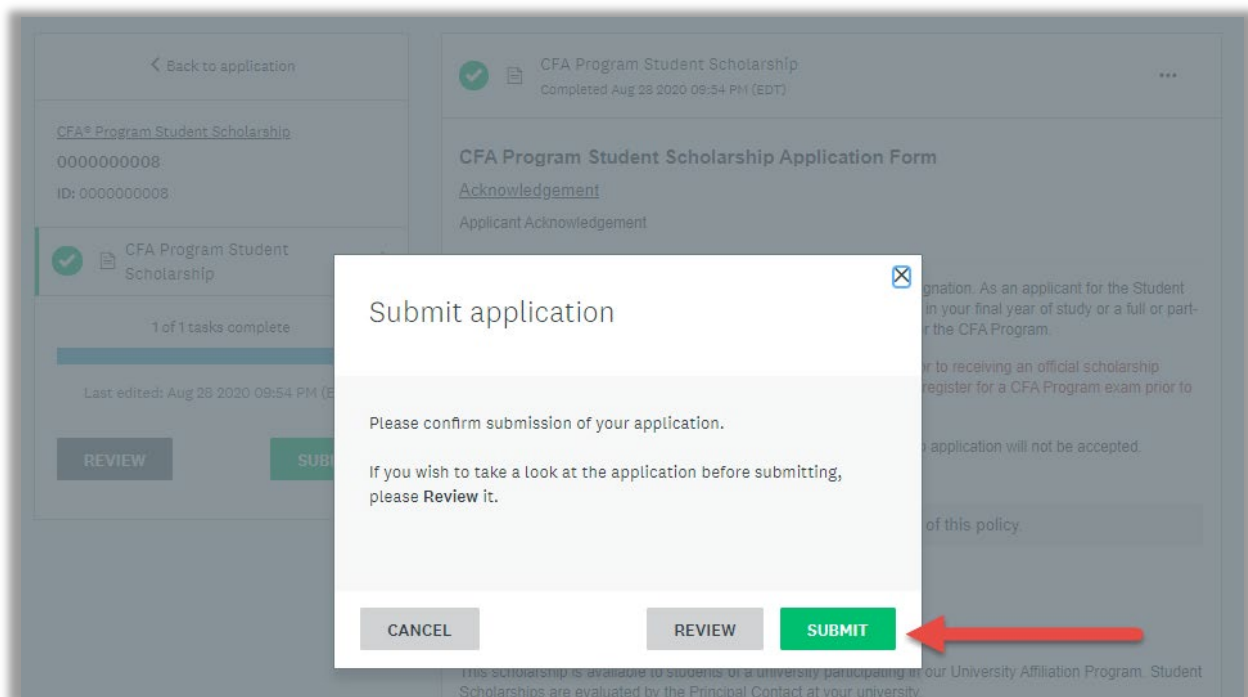 Back to application
CFA® Program Student Scholarship
0000000008
ID: 0000000008
CFA Program Student
Scholarship
1 of 1 tasks complete
Last edited: Aug 28 2020 09:54 PM (E
REVIEW
SUB
CFA Program Student Scholarship
Completed Aug 28 2020 09:54 PM (EDT)
CFA Program Student Scholarship Application Form
Acknowledgement
Applicant Acknowledgement
gnation. As an applicant for the Student
in your final year of study or a full or part-
r the CFA Program.
r to receiving an official scholarship
register for a CFA Program exam prior to
application will not be accepted.
of this policy
Submit application
Please confirm submission of your application.
If you wish to take a look at the application before submitting,
please Review it.
CANCEL
REVIEW
SUBMIT
This scholarship is available to students of a university participating in our University Affiliation Program. Student
Scholarships are evaluated by the Principal Contact at your university.